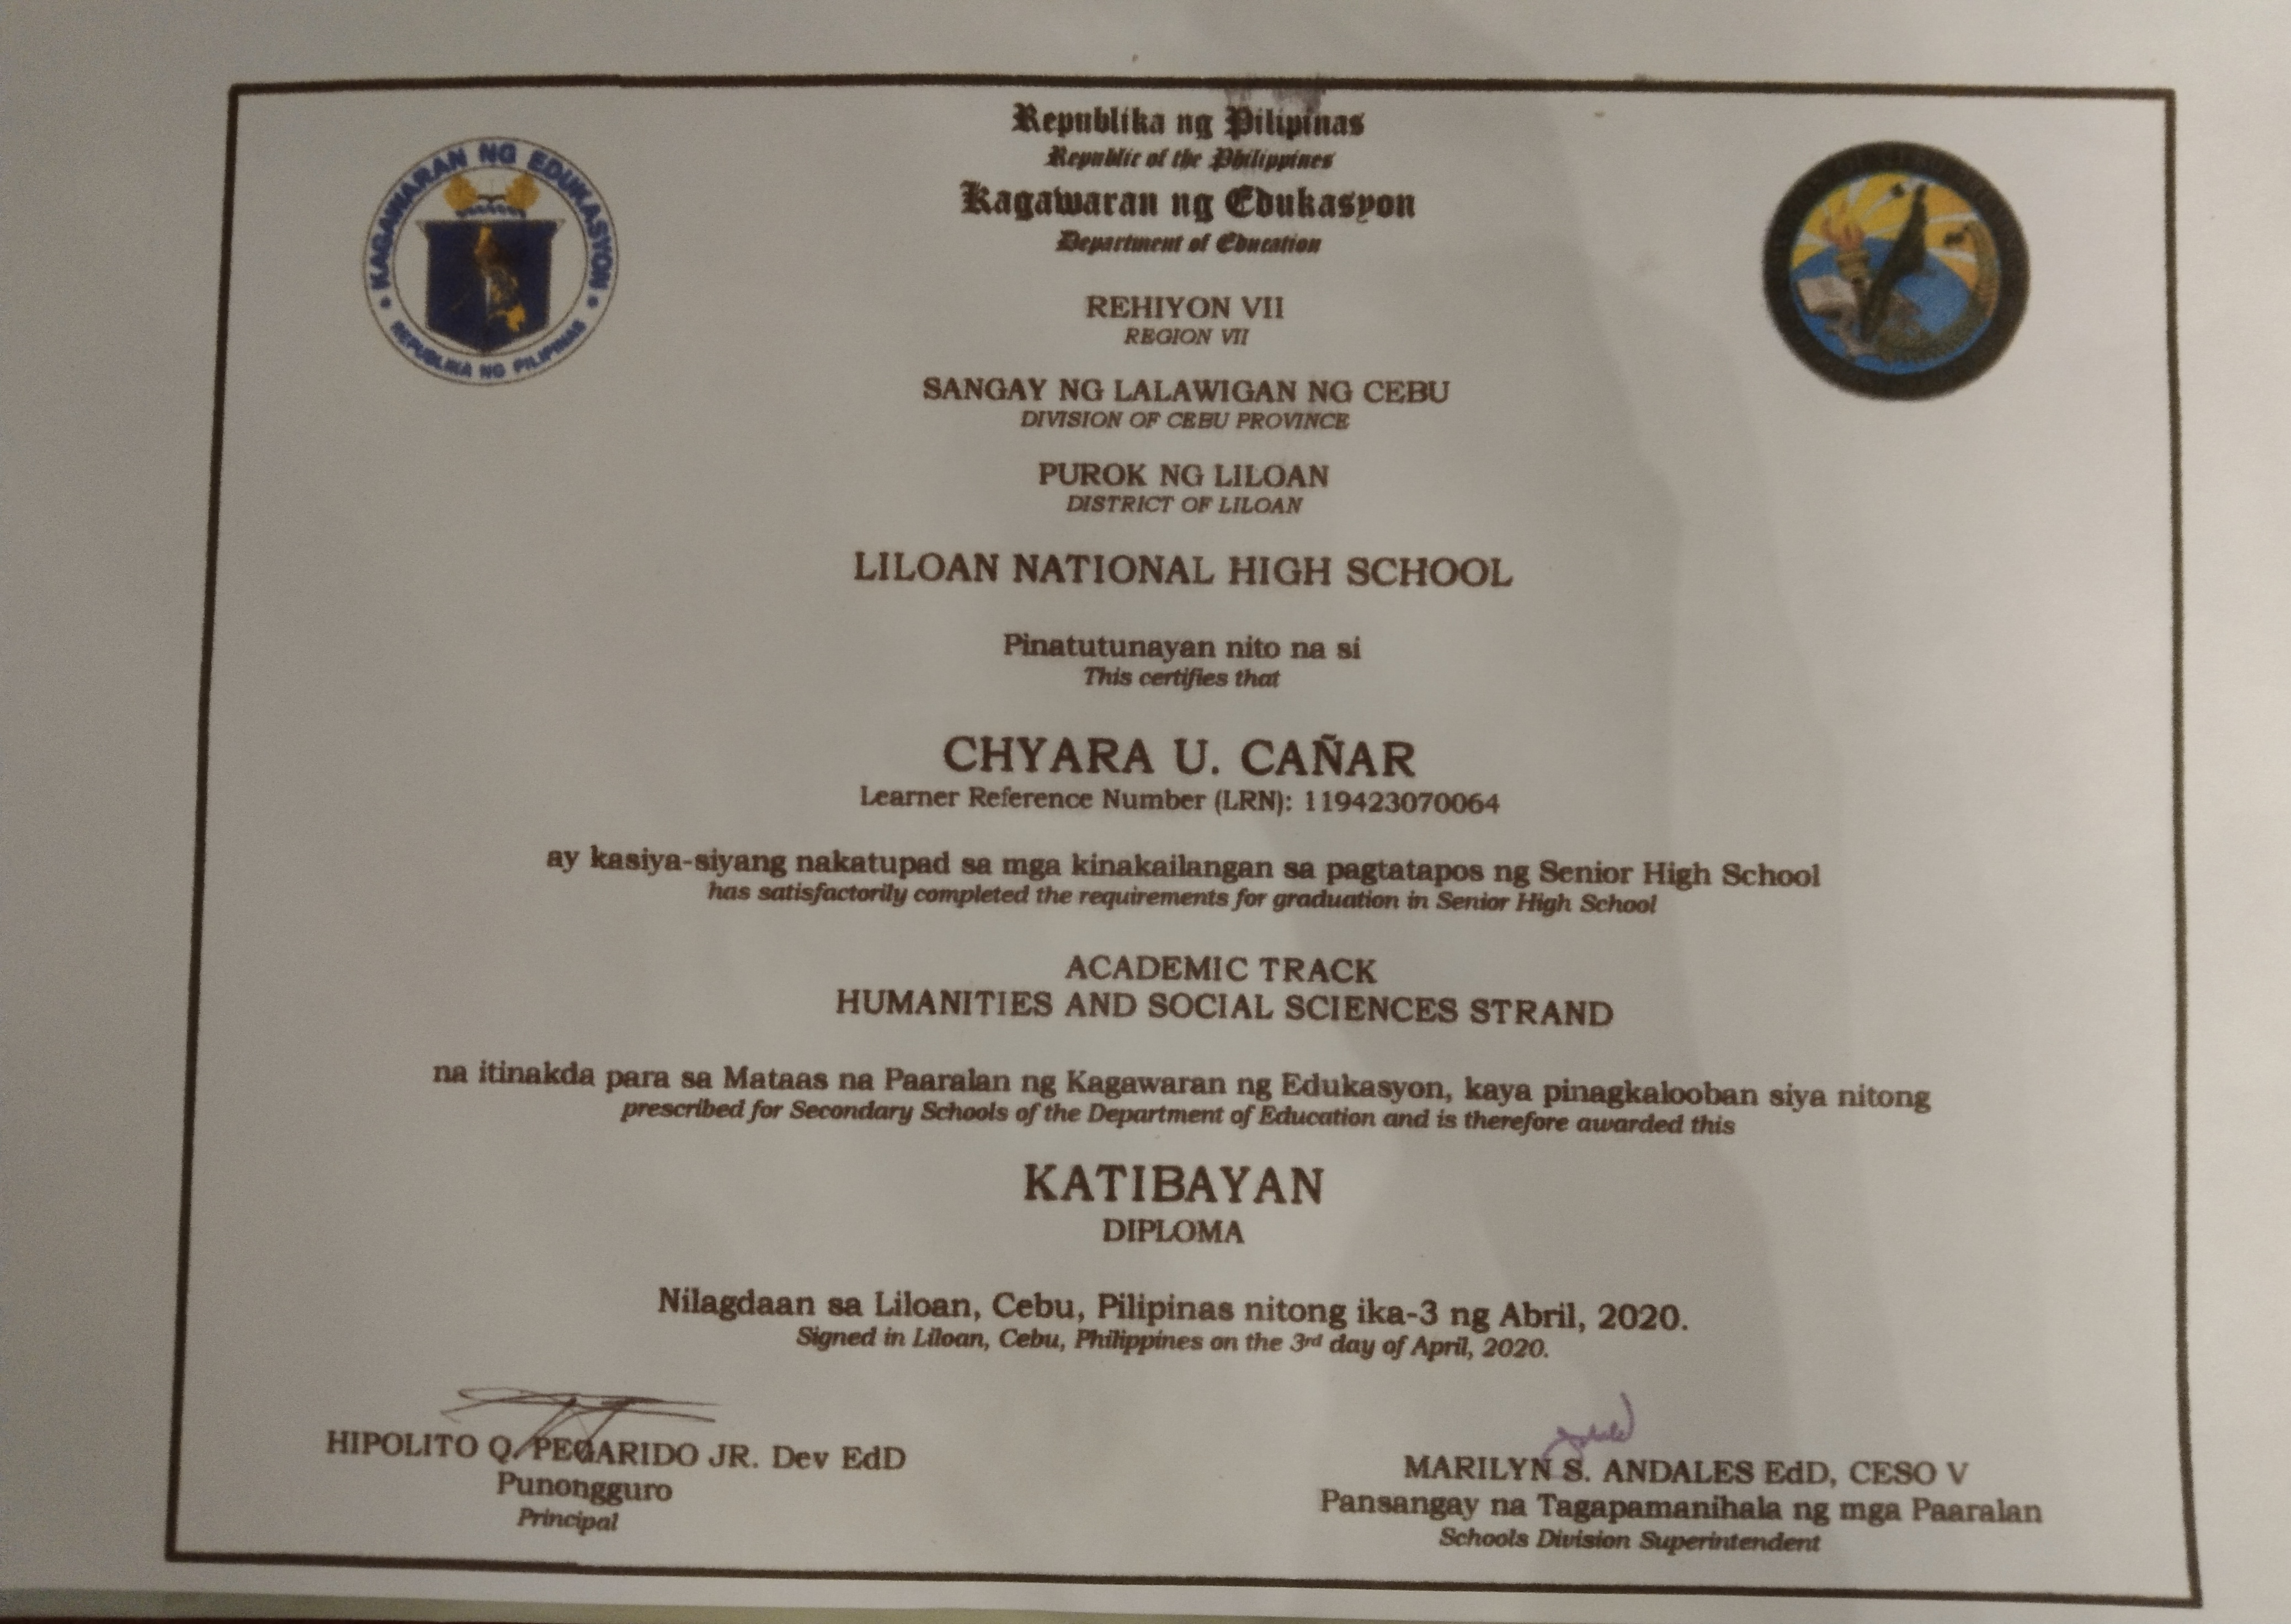 Republika ng Pilipinas
Republic of the Philippines
Kagawaran ng Edukasyon
Department of Education
KAGAWARAN NG EDUKASYON
REPUBLIKA NG PILIPINAS
REHIYON VII
REGION VII
SANGAY NG LALAWIGAN NG CEBU
DIVISION OF CEBU PROVINCE
PUROK NG LILOAN
DISTRICT OF LILOAN
LILOAN NATIONAL HIGH SCHOOL
Pinatutunayan nito na si
This certifies that
CHYARA U. CAÑAR
Learner Reference Number (LRN): 119423070064
ay kasiya-siyang nakatupad sa mga kinakailangan sa pagtatapos ng Senior High School
has satisfactorily completed the requirements for graduation in Senior High School
ACADEMIC TRACK
HUMANITIES AND SOCIAL SCIENCES STRAND
na itinakda para sa Mataas na Paaralan ng Kagawaran ng Edukasyon, kaya pinagkalooban siya nitong
prescribed for Secondary Schools of the Department of Education and is therefore awarded this
KATIBAYAN
DIPLOMA
Nilagdaan sa Liloan, Cebu, Pilipinas nitong ika-3 ng Abril, 2020.
Signed in Liloan, Cebu, Philippines on the 3rd day of April, 2020.
HIPOLITO Q. PEGARIDO JR. Dev EdD
Punongguro
Principal
MARILYN S. ANDALES EdD, CESO V
Pansangay na Tagapamanihala ng mga Paaralan
Schools Division Superintendent